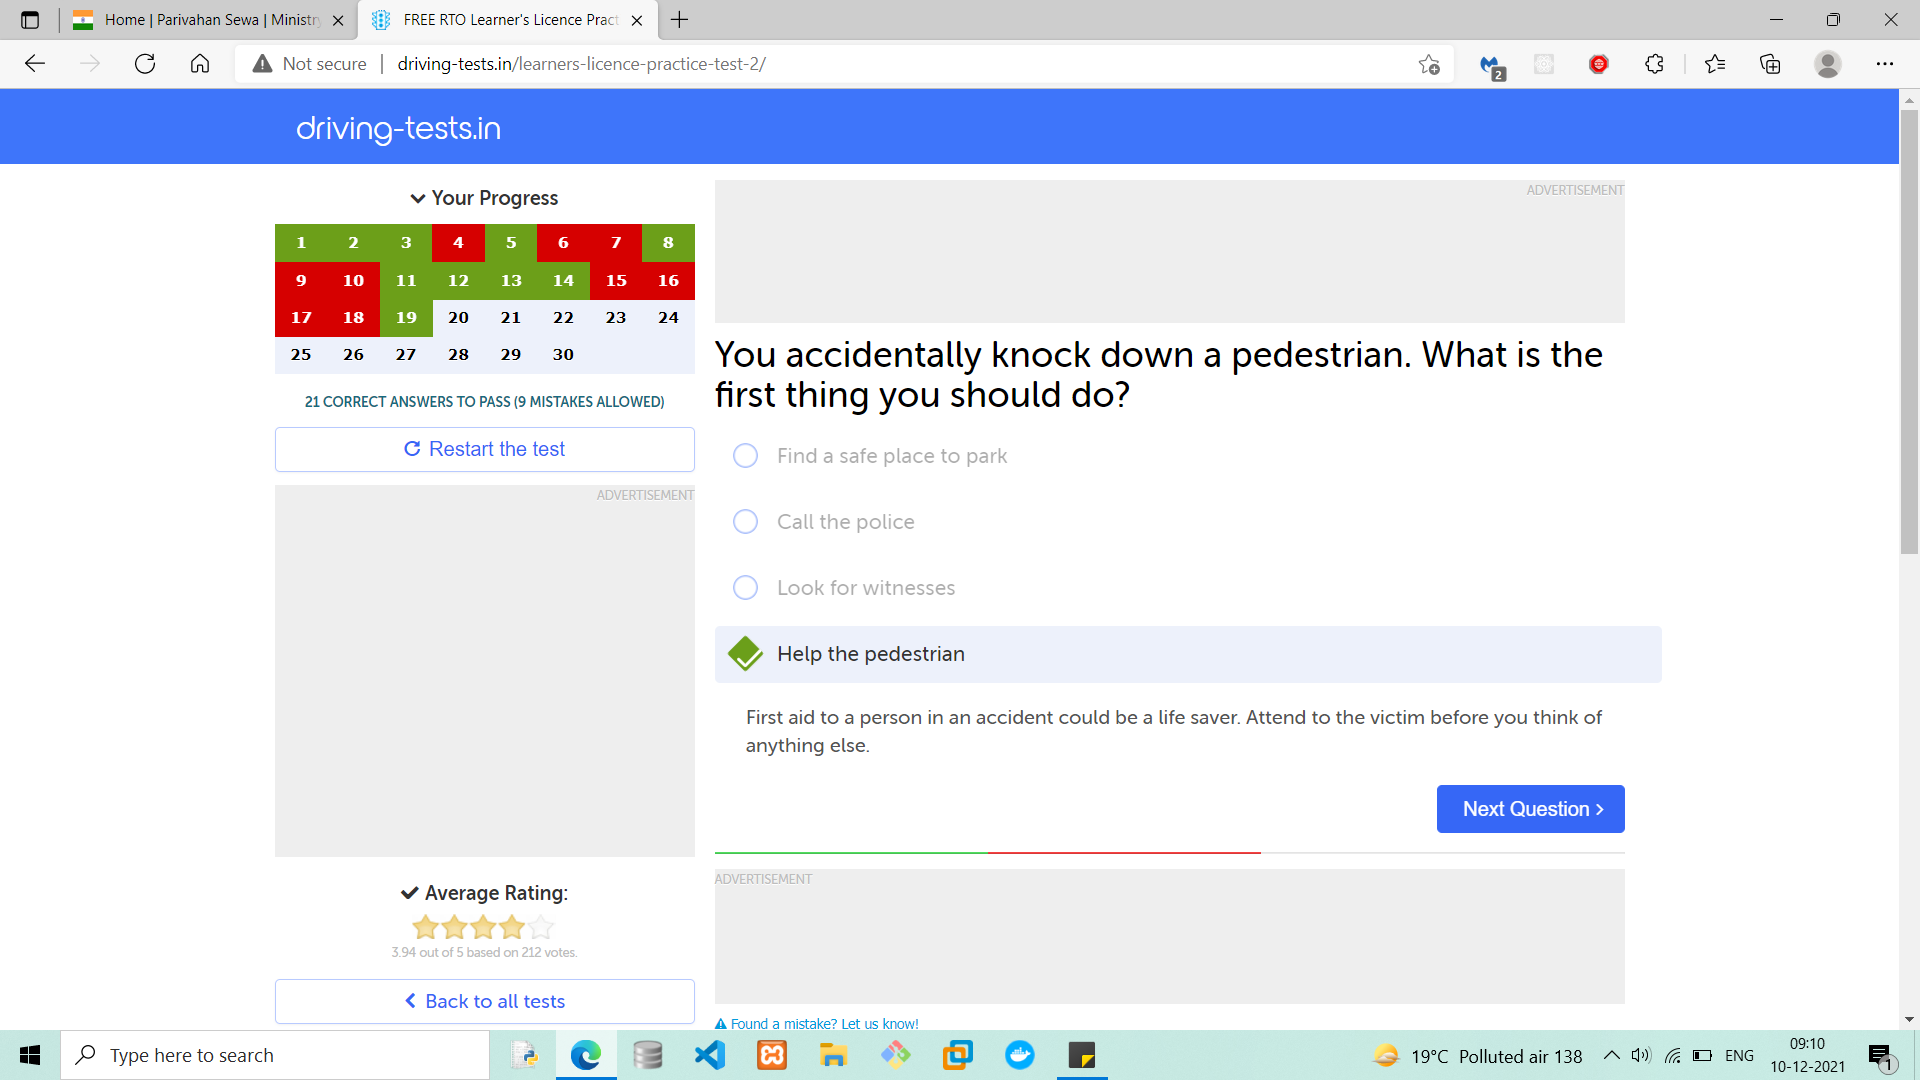 Home | Parivahan Sewa | Ministry
FREE RTO Learner's Licence Pract
Not secure
driving-tests.in/learners-licence-practice-test-2/
2
driving-tests.in
Your Progress
1 2 3 4 5 6 7 8
9 10 11 12 13 14 15 16
17 18 19 20 21 22 23 24
25 26 27 28 29 30
21 CORRECT ANSWERS TO PASS (9 MISTAKES ALLOWED)
Restart the test
ADVERTISEMENT
Average Rating:
3.94 out of 5 based on 212 votes.
Back to all tests
ADVERTISEMENT
You accidentally knock down a pedestrian. What is the
first thing you should do?
Find a safe place to park
Call the police
Look for witnesses
Help the pedestrian
First aid to a person in an accident could be a life saver. Attend to the victim before you think of
anything else.
Next Question
ADVERTISEMENT
Found a mistake? Let us know!
Type here to search
19°C Polluted air 138
ENG
09:10
10-12-2021
1